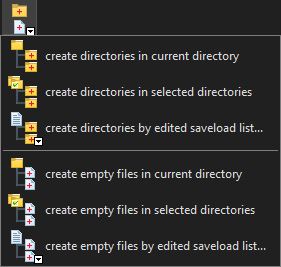 create directories in current directory
create directories in selected directories
create directories by edited saveload list...
create empty files in current directory
create empty files in selected directories
create empty files by edited saveload list...